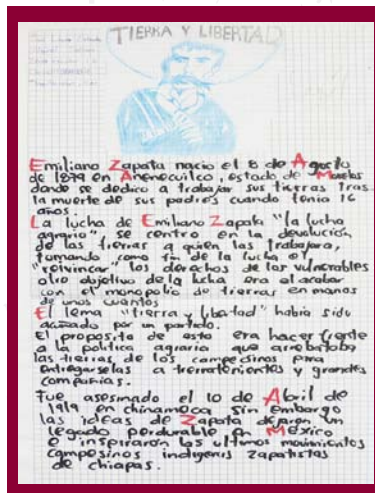 TIERRA Y LIBERTAD
Emiliano Zapata nacio el 8 de Agosto
de 1879 en Anenecuilco, estado de Morelos
donde se dedico a trabajar sus tierras tras
la muerte de sus padres cuando tenia 16
años.
La lucha de Emiliano Zapata "la lucha
agraria" se centro en la devolución
de las tierras a quien las trabajara,
tomando como fin de la lucha el
"reivincar" los derechos de los vulnerables
otro objetivo de la lucha era el acabar
con el monopolio de tierras en manos
de unos cuantos
El lema "tierra y libertad" habia sido
acuñado por un partido.
El proposito de esto era hacer frente
a la politica agraria que arrebataba
las tierras de los campesinos para
entregarselas a terratenientes y grandes
compañias.
Fue asesinado el 10 de Abril de
1919 en chinameca sin embargo
las ideas de Zapata dejaron un
legado perdurable en México
e inspiraron los ultimos movimientos
campesinos indigenas zapatistas
de chiapas.